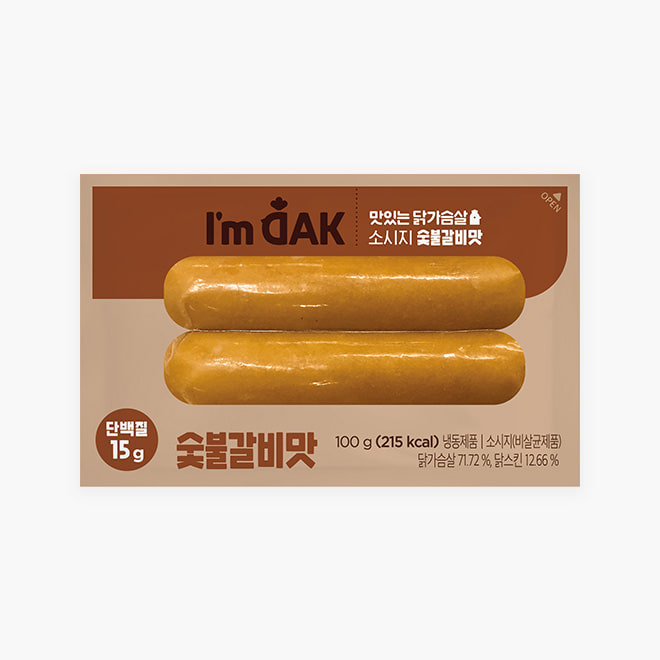 I'm DAK
맛있는 닭가슴살
소시지 숯불갈비맛
OPEN
단백질
15 g
숯불갈비맛
100 g (215 kcal) 냉동제품 | 소시지(비살균제품)
닭가슴살 71.72 %, 닭스킨 12.66 %